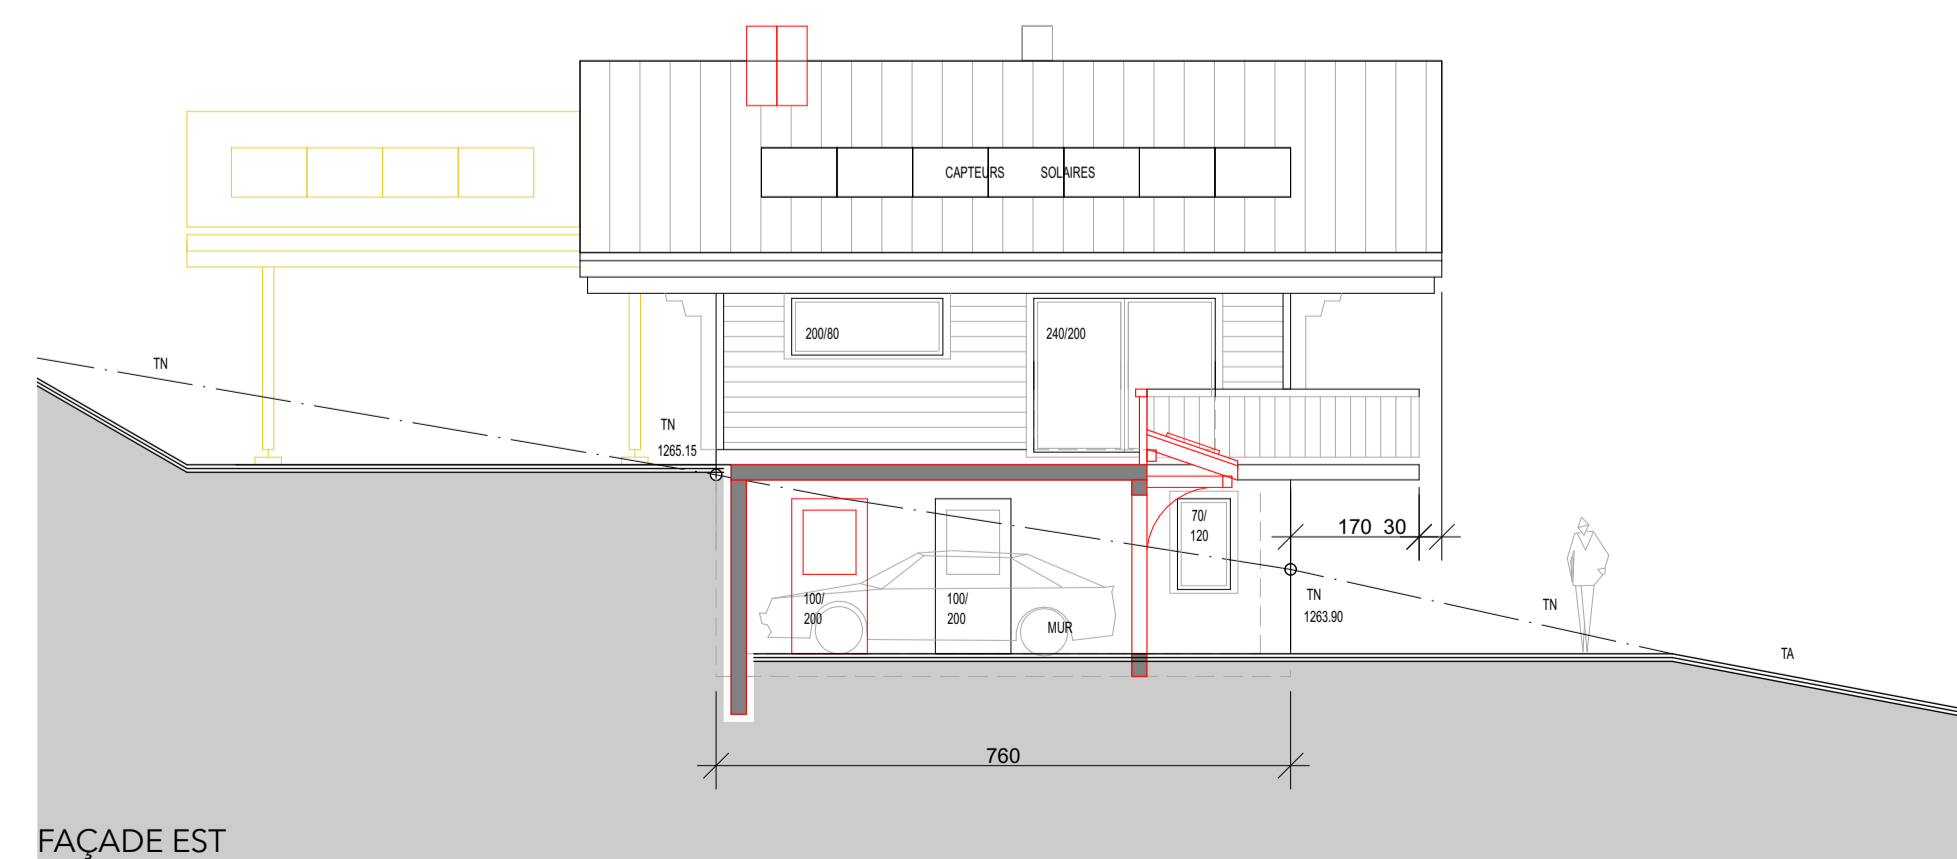 CAPTEURS SOLAIRES
200/80
240/200
TN
TN
1265.15
70/
120
170 30
100/
200
100/
200
MUR
TN
1263.90
TN
TA
760
FAÇADE EST